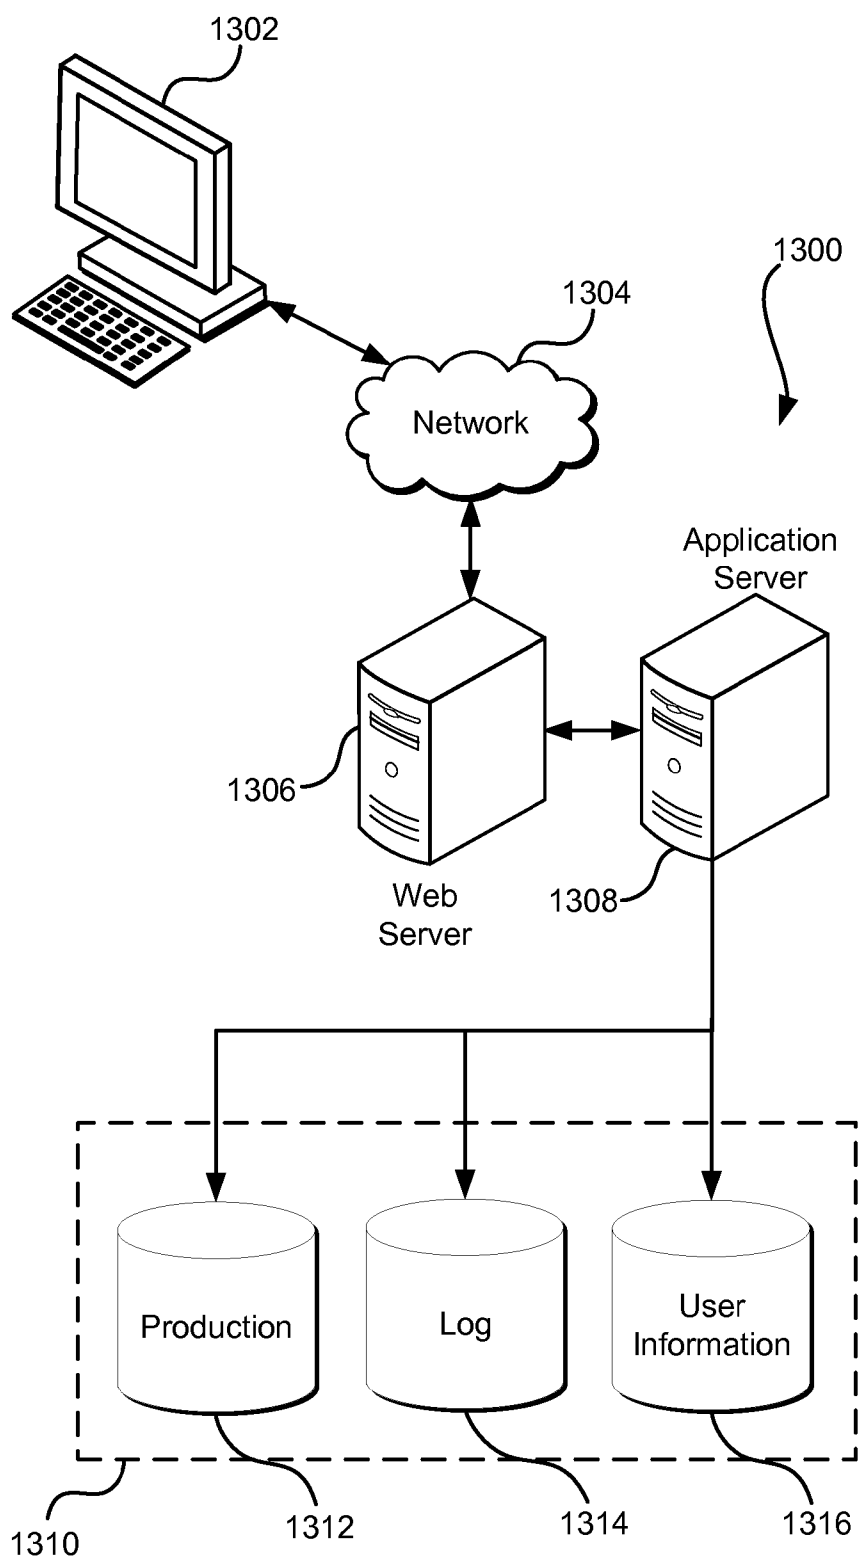 1302
1300
1304
Network
Application
Server
1306
1308
Web
Server
Production
Log
User
Information
1310
1312
1314
1316